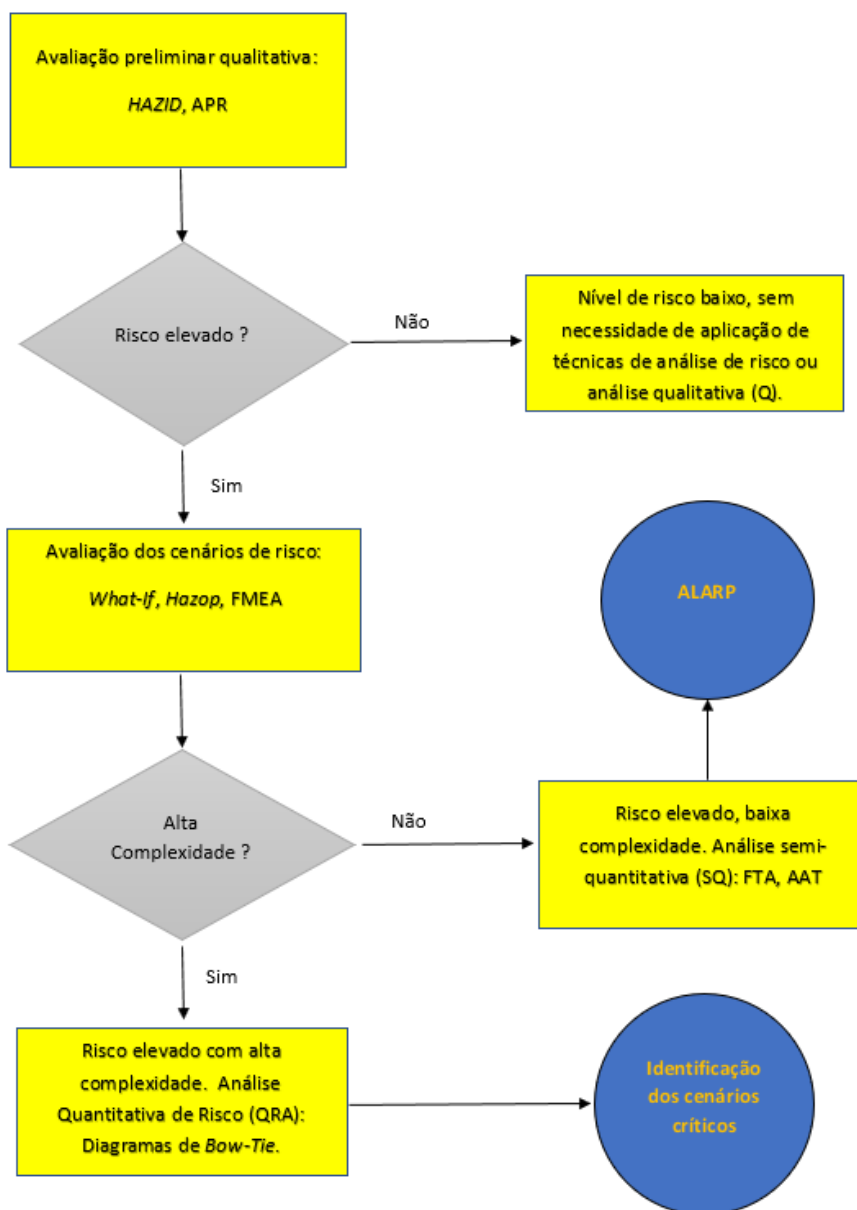 Avaliação preliminar qualitativa:
HAZID, APR
Risco elevado ?
Não
Nível de risco baixo, sem
necessidade de aplicação de
técnicas de análise de risco ou
análise qualitativa (Q).
Sim
Avaliação dos cenários de risco:
What-If, Hazop, FMEA
ALARP
Alta
Complexidade ?
Não
Risco elevado, baixa
complexidade. Análise semi-
quantitativa (SQ): FTA, AAT
Sim
Risco elevado com alta
complexidade. Análise
Quantitativa de Risco (QRA):
Diagramas de Bow-Tie.
Identificação
dos cenários
críticos